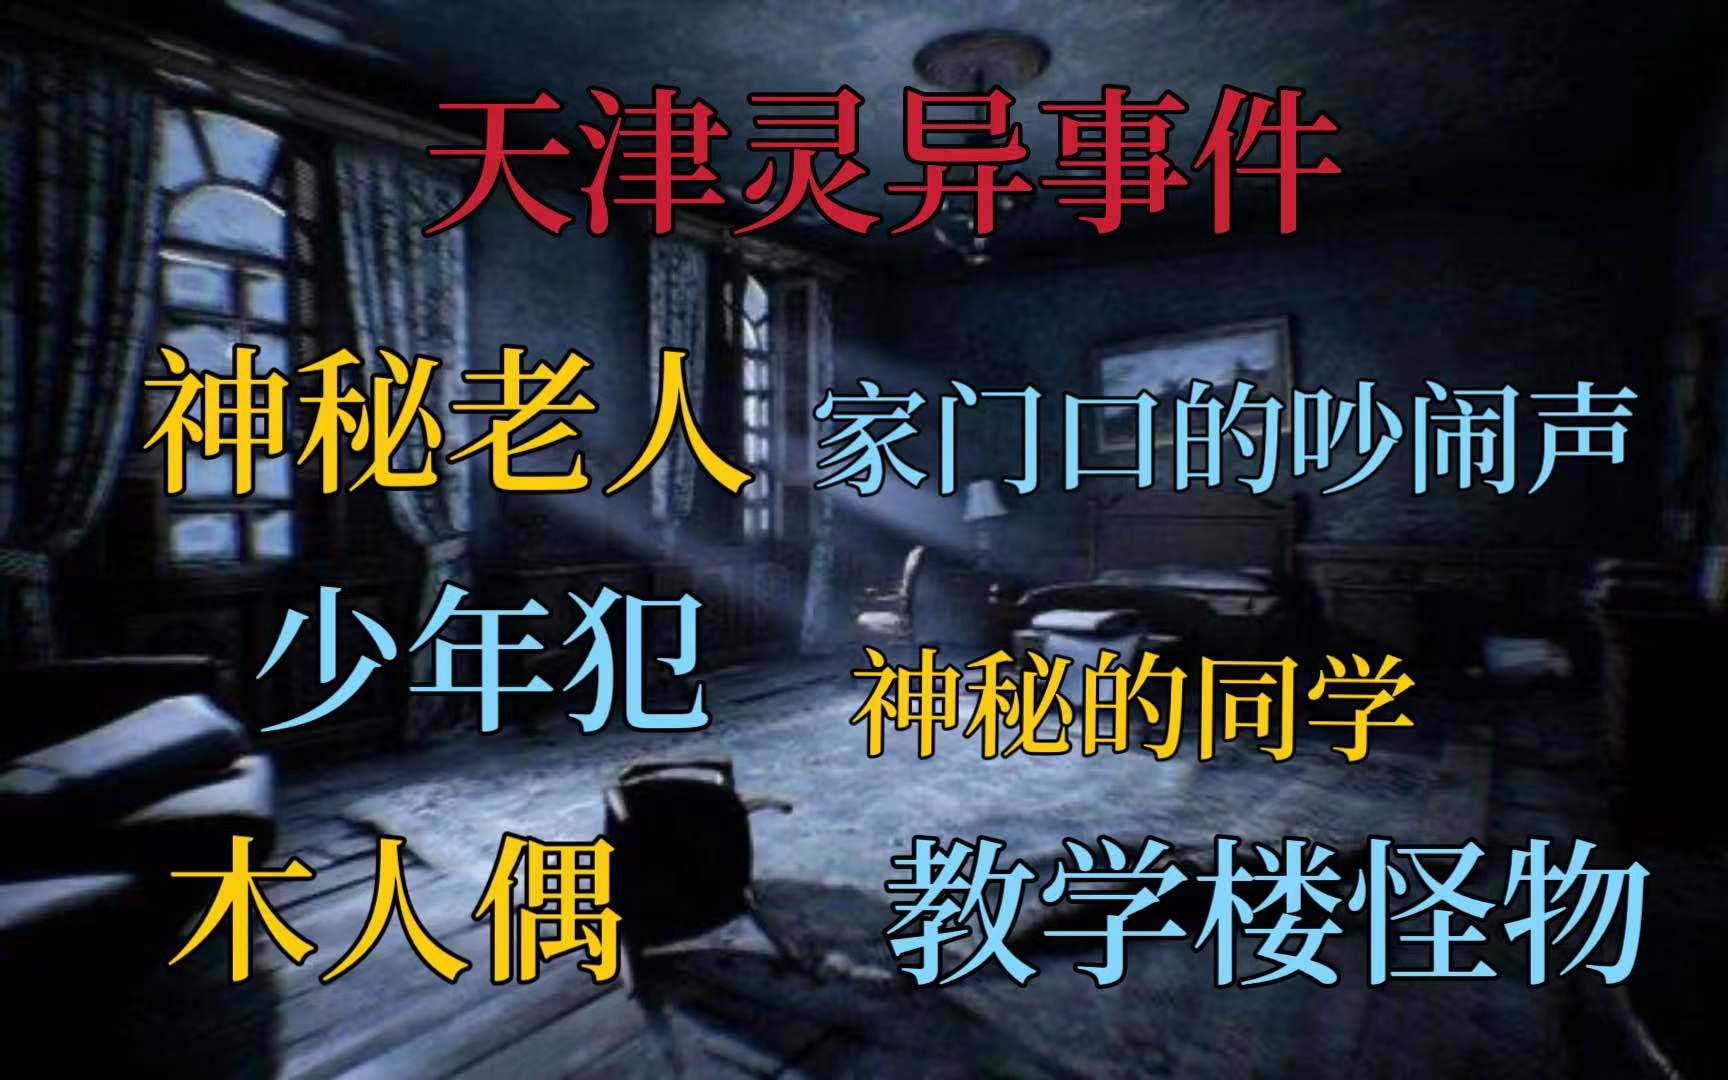 天津灵异事件
神秘老人
家门口的吵闹声
少年犯
神秘的同学
木人偶
教学楼怪物